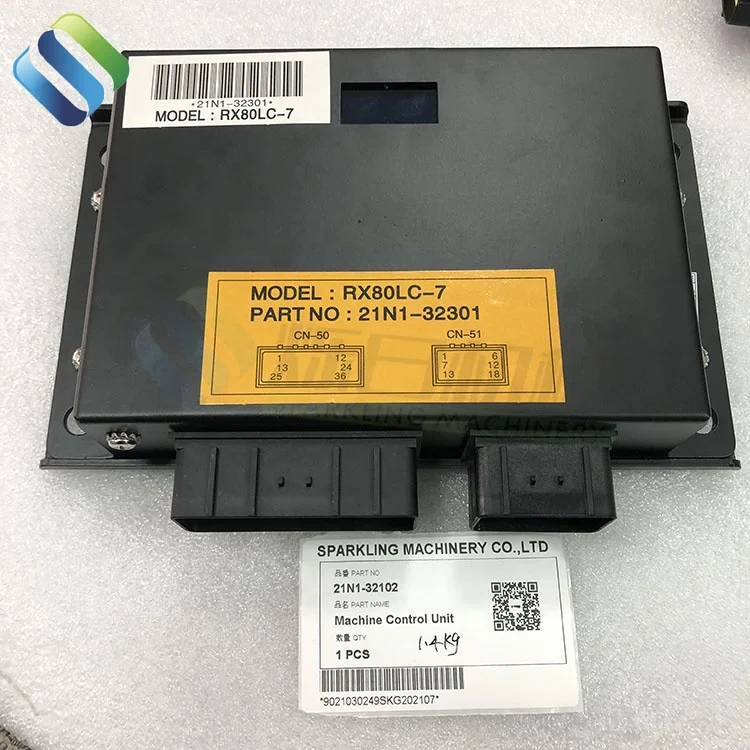 *21N1-32301*
MODEL : RX80LC-7
MODEL : RX80LC-7
PART NO : 21N1-32301
CN-50
CN-51
1 12
13 24
25 36
1 6
7 12
13 18
SPARKLING MACHINERY
SPARKLING MACHINERY CO.,LTD
品番 PART NO
21N1-32102
品名 PART NAME
Machine Control Unit
数量 QTY
1.4Kg
1 PCS
*9021030249SKG202107*